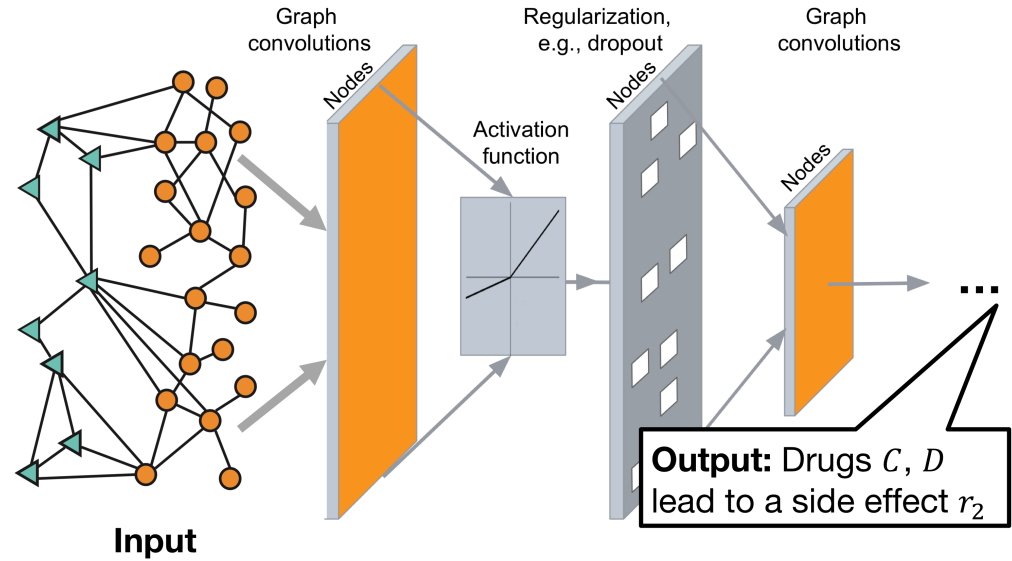 Graph
convolutions
Regularization,
e.g., dropout
Graph
convolutions
Nodes
Nodes
Activation
function
Nodes
...
Output: Drugs C, D
lead to a side effect r₂
Input